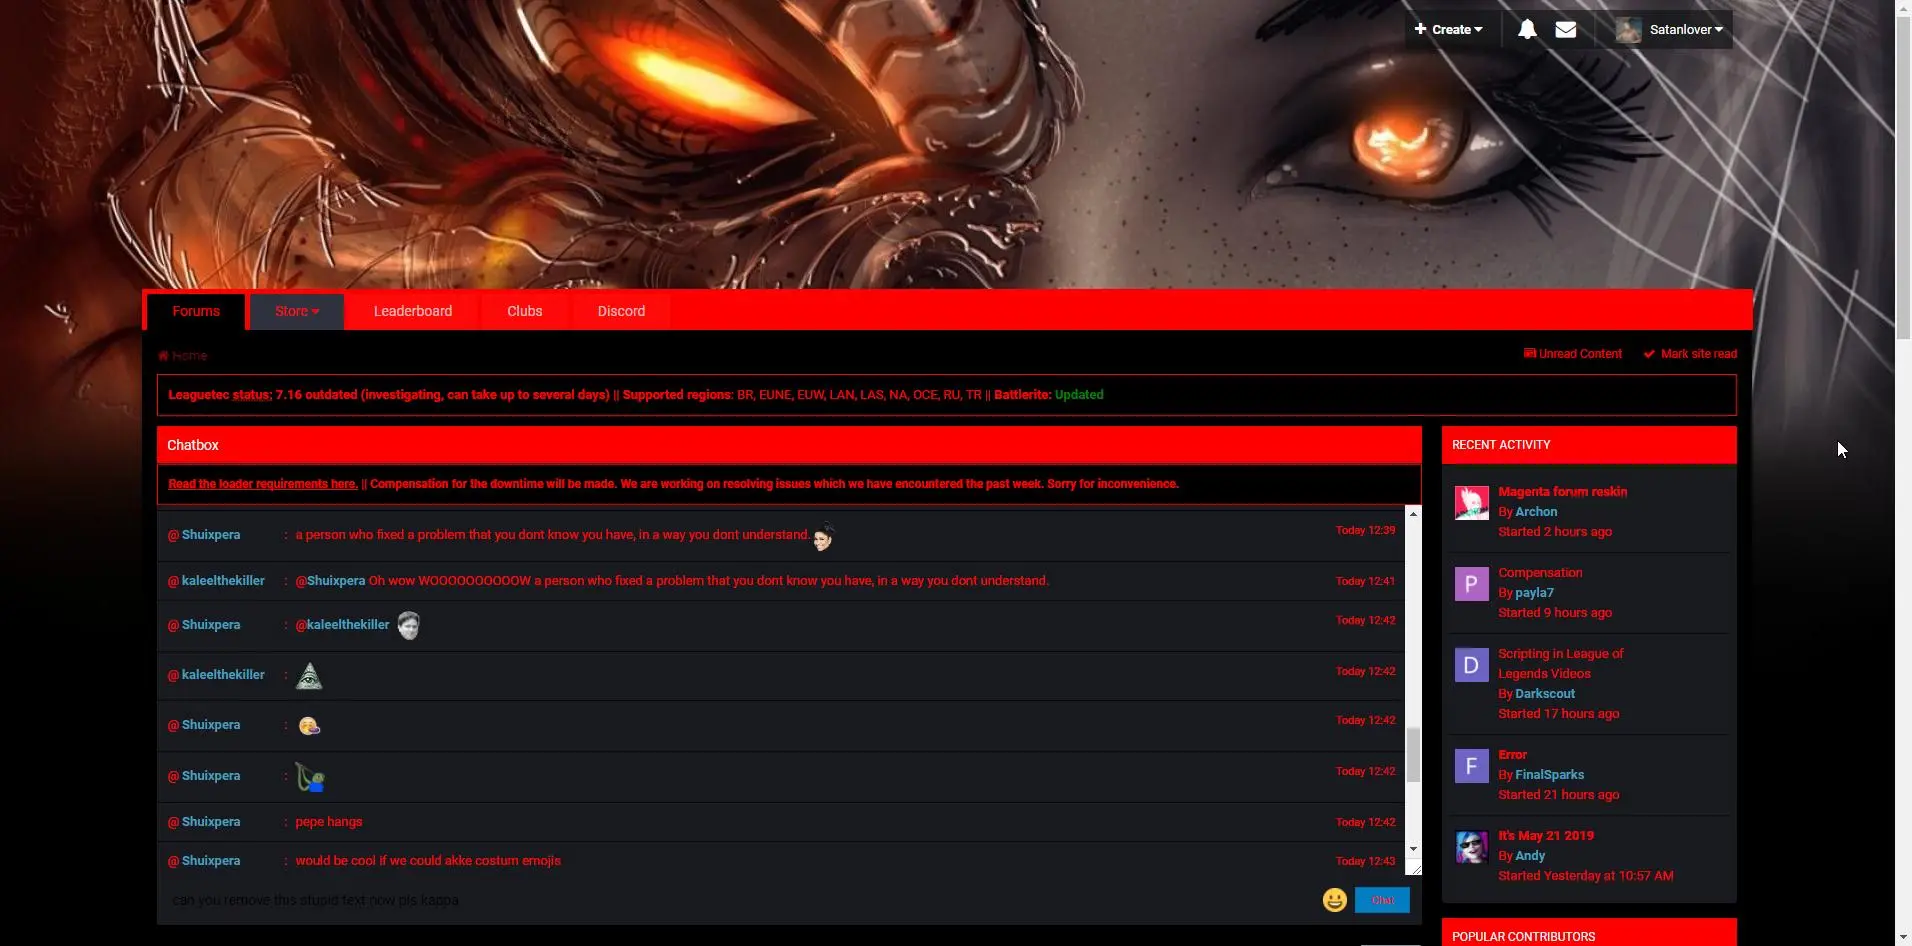 Create
Satanlover
Forums
Store
Leaderboard
Clubs
Discord
Home
Unread Content
Mark site read
Leaguetec status; 7.16 outdated (investigating, can take up to several days) || Supported regions: BR, EUNE, EUW, LAN, LAS, NA, OCE, RU, TR || Battlerite: Updated
Chatbox
Read the loader requirements here. || Compensation for the downtime will be made. We are working on resolving issues which we have encountered the past week. Sorry for inconvenience.
@ Shuixpera : a person who fixed a problem that you dont know you have, in a way you dont understand. Today 12:39
@ kaleelthekiller : @Shuixpera Oh wow WOOOOOOOOOOW a person who fixed a problem that you dont know you have, in a way you dont understand. Today 12:41
@ Shuixpera : @kaleelthekiller Today 12:42
@ kaleelthekiller : Today 12:42
@ Shuixpera : Today 12:42
@ Shuixpera : Today 12:42
@ Shuixpera : pepe hangs Today 12:42
@ Shuixpera : would be cool if we could akke costum emojis Today 12:43
can you remove this stupid text now pls kappa
Chat
RECENT ACTIVITY
Magenta forum reskin
By Archon
Started 2 hours ago
P
Compensation
By payla7
Started 9 hours ago
D
Scripting in League of
Legends Videos
By Darkscout
Started 17 hours ago
F
Error
By FinalSparks
Started 21 hours ago
It's May 21 2019
By Andy
Started Yesterday at 10:57 AM
POPULAR CONTRIBUTORS